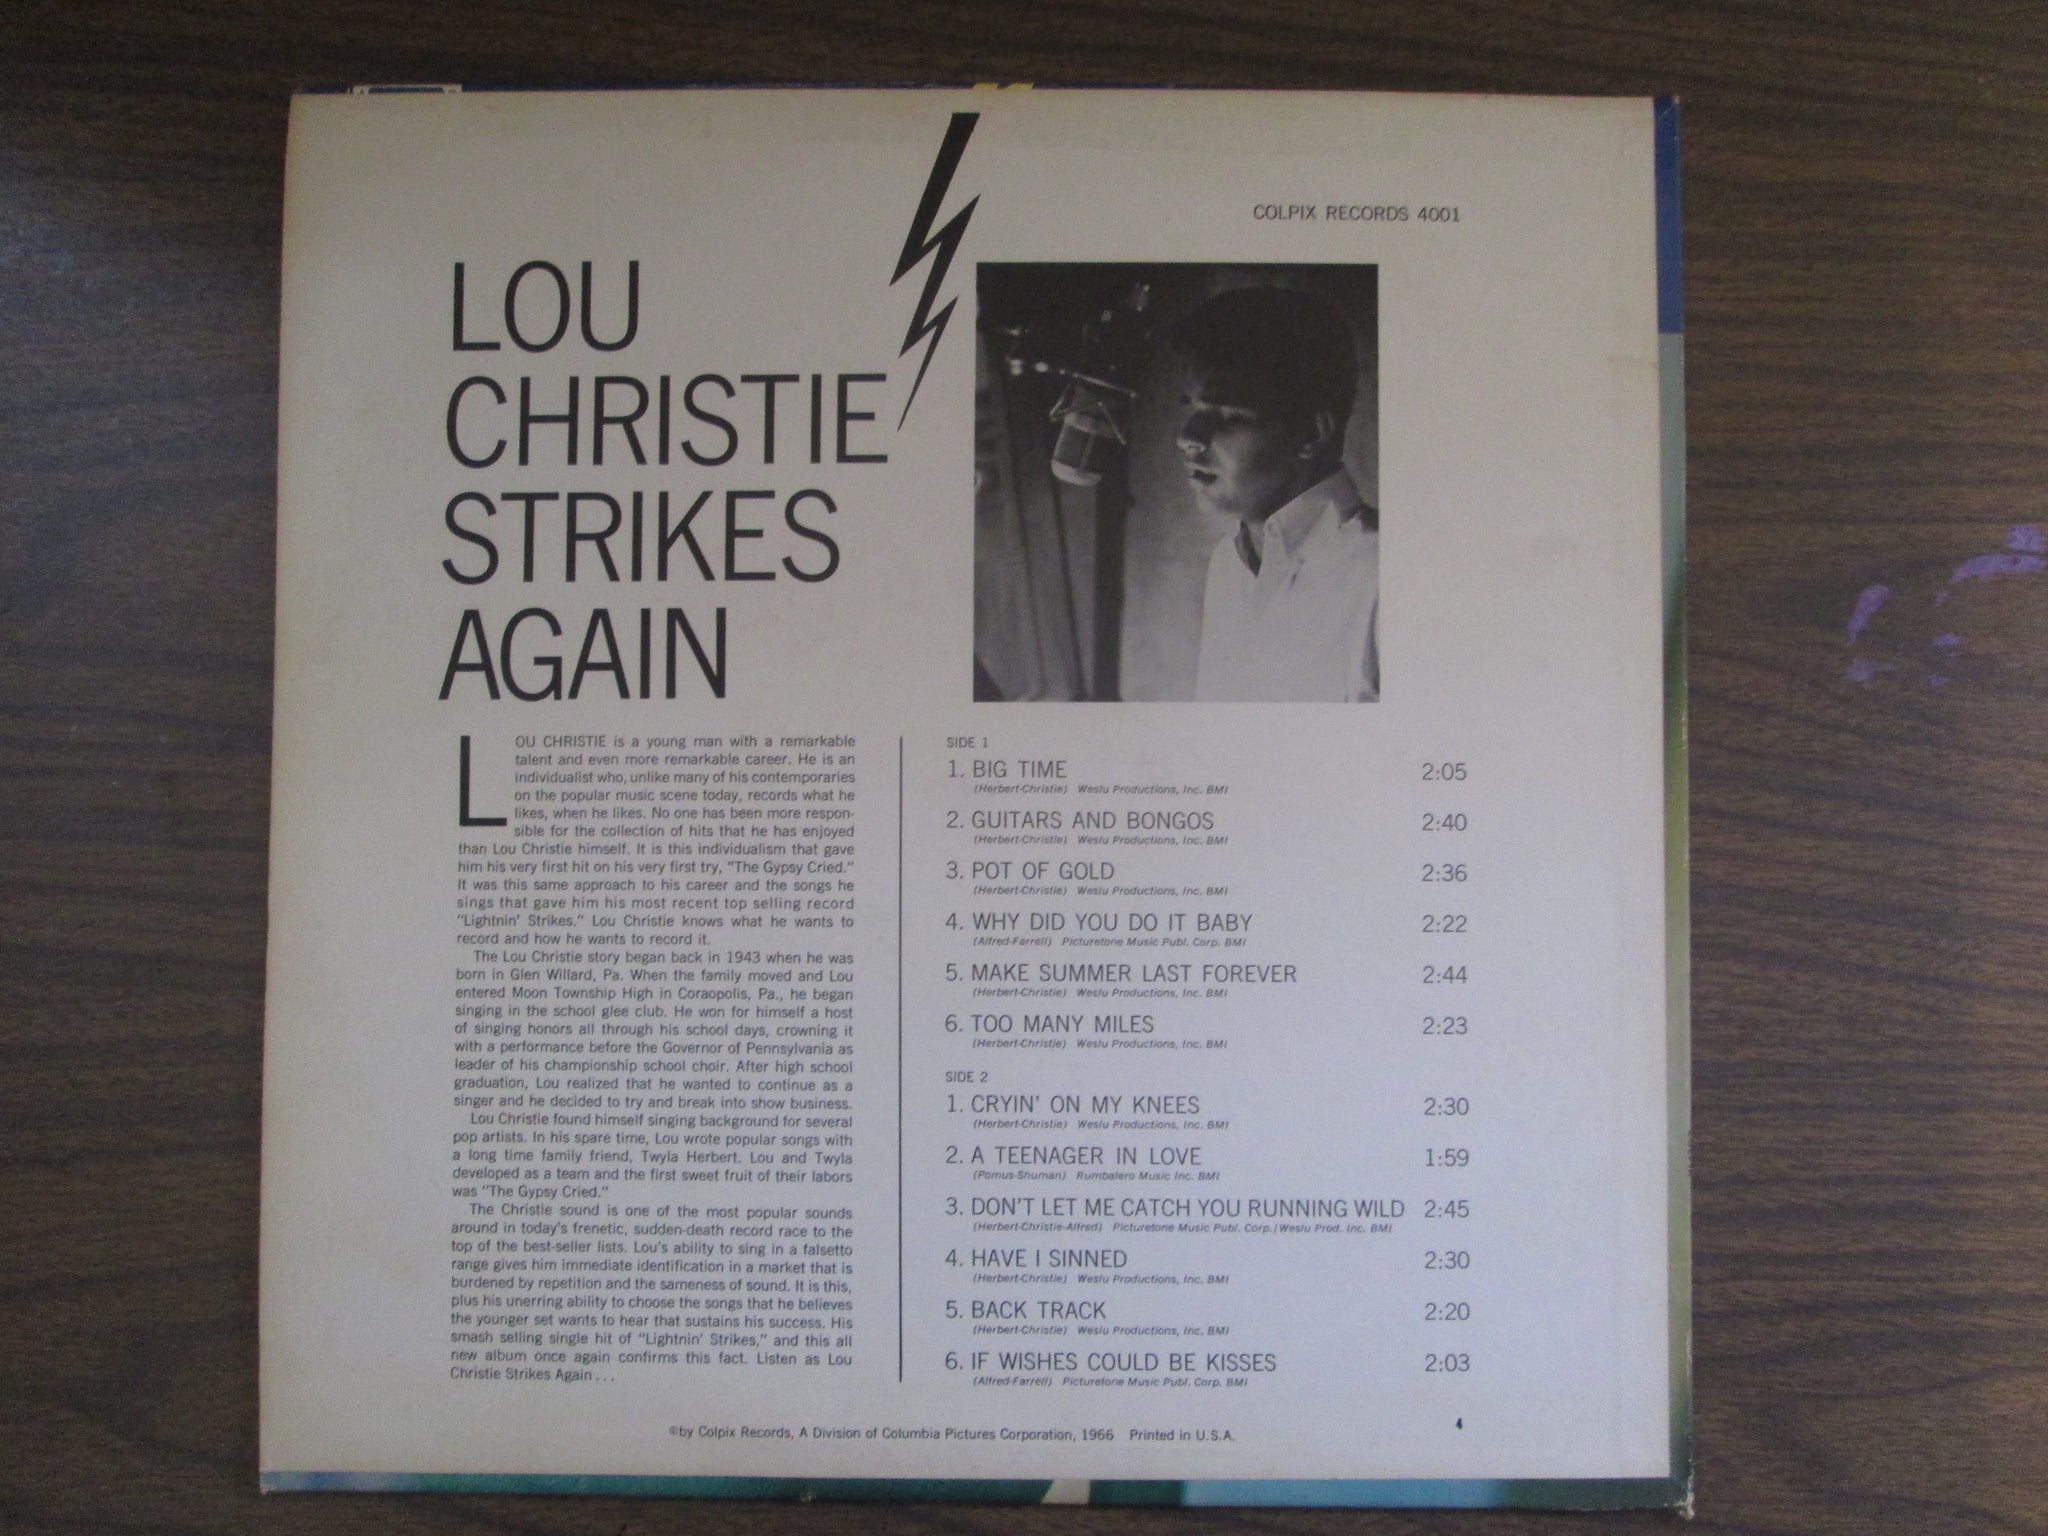 COLPIX RECORDS 4001
LOU
CHRISTIE
STRIKES
AGAIN
LOU CHRISTIE is a young man with a remarkable
talent and even more remarkable career. He is an
individualist who, unlike many of his contemporaries
on the popular music scene today, records what he
likes, when he likes. No one has been more respon-
sible for the collection of hits that he has enjoyed
than Lou Christie himself. It is this individualism that gave
him his very first hit on his very first try, "The Gypsy Cried."
It was this same approach to his career and the songs he
sings that gave him his most recent top selling record
"Lightnin' Strikes." Lou Christie knows what he wants to
record and how he wants to record it.
The Lou Christie story began back in 1943 when he was
born in Glen Willard, Pa. When the family moved and Lou
entered Moon Township High in Coraopolis, Pa., he began
singing in the school glee club. He won for himself a host
of singing honors all through his school days, crowning it
with a performance before the Governor of Pennsylvania as
leader of his championship school choir. After high school
graduation, Lou realized that he wanted to continue as a
singer and he decided to try and break into show business.
Lou Christie found himself singing background for several
pop artists. In his spare time, Lou wrote popular songs with
a long time family friend, Twyla Herbert. Lou and Twyla
developed as a team and the first sweet fruit of their labors
was "The Gypsy Cried."
The Christie sound is one of the most popular sounds
around in today's frenetic, sudden-death record race to the
top of the best-seller lists. Lou's ability to sing in a falsetto
range gives him immediate identification in a market that is
burdened by repetition and the sameness of sound. It is this,
plus his unerring ability to choose the songs that he believes
the younger set wants to hear that sustains his success. His
smash selling single hit of "Lightnin' Strikes," and this all
new album once again confirms this fact. Listen as Lou
Christie Strikes Again . . .
SIDE 1
1. BIG TIME 2:05
(Herbert-Christie) Weslu Productions, Inc. BMI
2. GUITARS AND BONGOS 2:40
(Herbert-Christie) Weslu Productions, Inc. BMI
3. POT OF GOLD 2:36
(Herbert-Christie) Weslu Productions, Inc. BMI
4. WHY DID YOU DO IT BABY 2:22
(Alfred-Farrell) Picturetone Music Publ. Corp. BMI
5. MAKE SUMMER LAST FOREVER 2:44
(Herbert-Christie) Weslu Productions, Inc. BMI
6. TOO MANY MILES 2:23
(Herbert-Christie) Weslu Productions, Inc. BMI
SIDE 2
1. CRYIN' ON MY KNEES 2:30
(Herbert-Christie) Weslu Productions, Inc. BMI
2. A TEENAGER IN LOVE 1:59
(Pomus-Shuman) Rumbalero Music Inc. BMI
3. DON'T LET ME CATCH YOU RUNNING WILD 2:45
(Herbert-Christie-Alfred) Picturetone Music Publ. Corp./Weslu Prod. Inc. BMI
4. HAVE I SINNED 2:30
(Herbert-Christie) Weslu Productions, Inc. BMI
5. BACK TRACK 2:20
(Herbert-Christie) Weslu Productions, Inc. BMI
6. IF WISHES COULD BE KISSES 2:03
(Alfred-Farrell) Picturetone Music Publ. Corp. BMI
4
©by Colpix Records, A Division of Columbia Pictures Corporation, 1966 Printed in U.S.A.